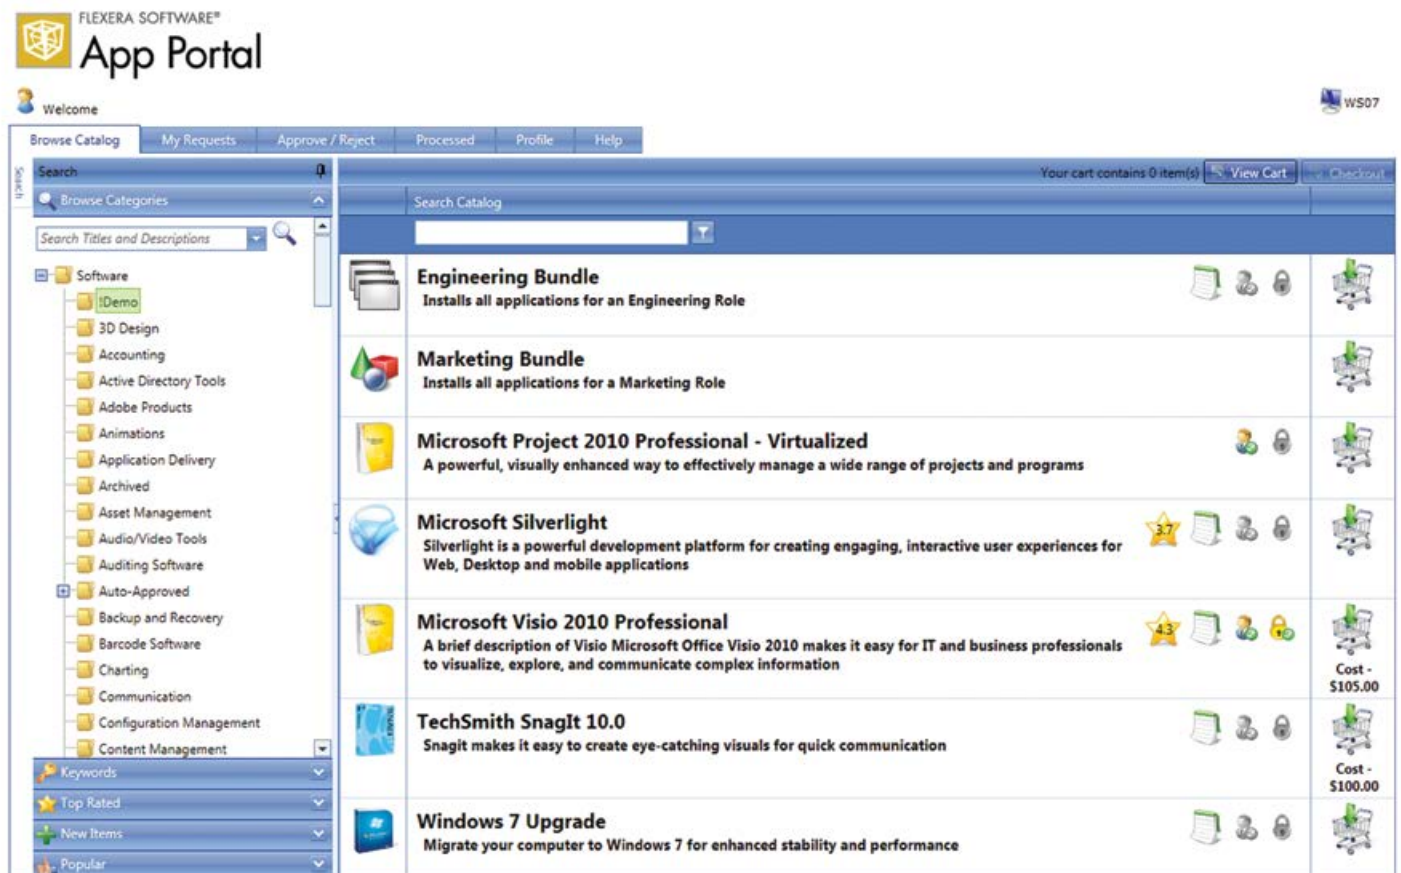 FLEXERA SOFTWARE®
App Portal
Welcome
WS07
Browse Catalog
My Requests
Approve / Reject
Processed
Profile
Help
Search
Search
Your cart contains 0 item(s)
View Cart
Checkout
Browse Categories
Search Catalog
Search Titles and Descriptions
Software
!Demo
3D Design
Accounting
Active Directory Tools
Adobe Products
Animations
Application Delivery
Archived
Asset Management
Audio/Video Tools
Auditing Software
Auto-Approved
Backup and Recovery
Barcode Software
Charting
Communication
Configuration Management
Content Management
Keywords
Top Rated
New Items
Popular
Engineering Bundle
Installs all applications for an Engineering Role
Marketing Bundle
Installs all applications for a Marketing Role
Microsoft Project 2010 Professional - Virtualized
A powerful, visually enhanced way to effectively manage a wide range of projects and programs
Microsoft Silverlight
Silverlight is a powerful development platform for creating engaging, interactive user experiences for
Web, Desktop and mobile applications
3.7
Microsoft Visio 2010 Professional
A brief description of Visio Microsoft Office Visio 2010 makes it easy for IT and business professionals
to visualize, explore, and communicate complex information
4.3
Cost -
$105.00
TechSmith SnagIt 10.0
Snagit makes it easy to create eye-catching visuals for quick communication
Cost -
$100.00
Windows 7 Upgrade
Migrate your computer to Windows 7 for enhanced stability and performance